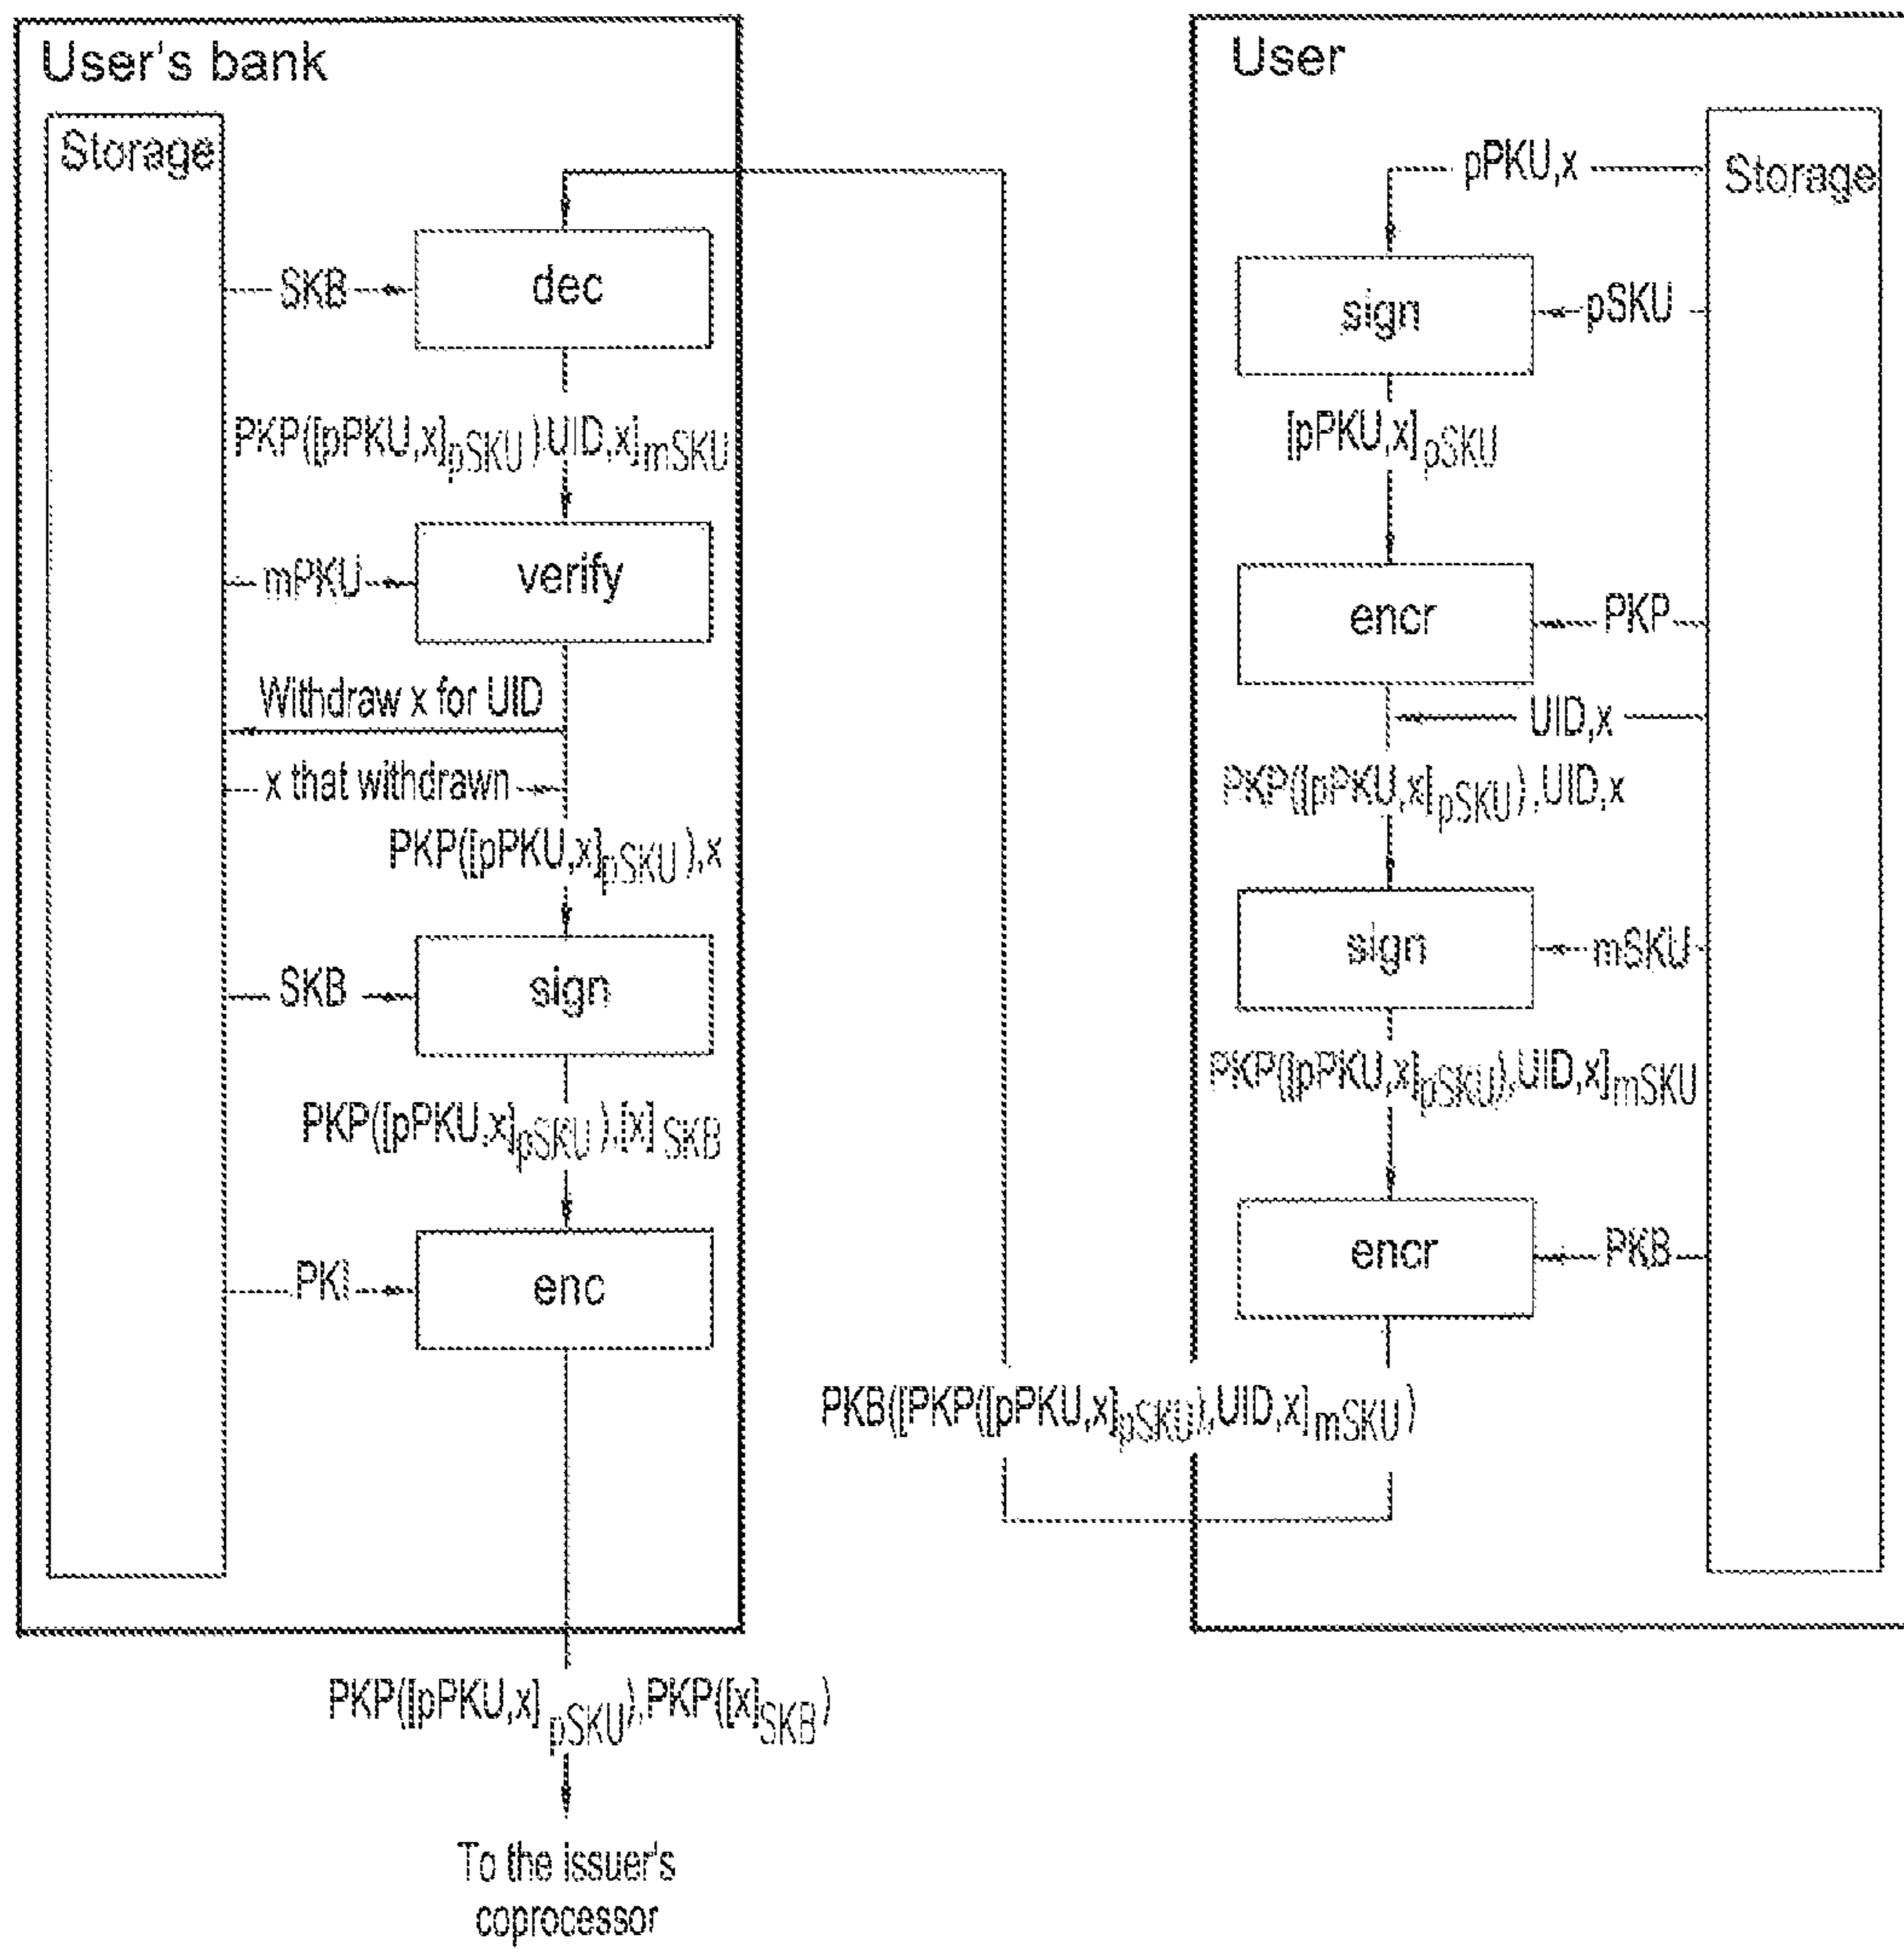 User's bank
Storage
SKB
dec
PKP([pPKU,x]pSKU),UID,x]mSKU
mPKU
verify
Withdraw x for UID
x that withdrawn
PKP([pPKU,x]pSKU),x
SKB
sign
PKP([pPKU,x]pSKU),[x]SKB
PKI
enc
PKP([pPKU,x]pSKU),PKP([x]SKB)
To the issuer's
coprocessor
User
Storage
pPKU,x
sign
pSKU
[pPKU,x]pSKU
encr
PKP
UID,x
PKP([pPKU,x]pSKU),UID,x
sign
mSKU
PKP([pPKU,x]pSKU),UID,x]mSKU
encr
PKB
PKB([PKP([pPKU,x]pSKU),UID,x]mSKU)